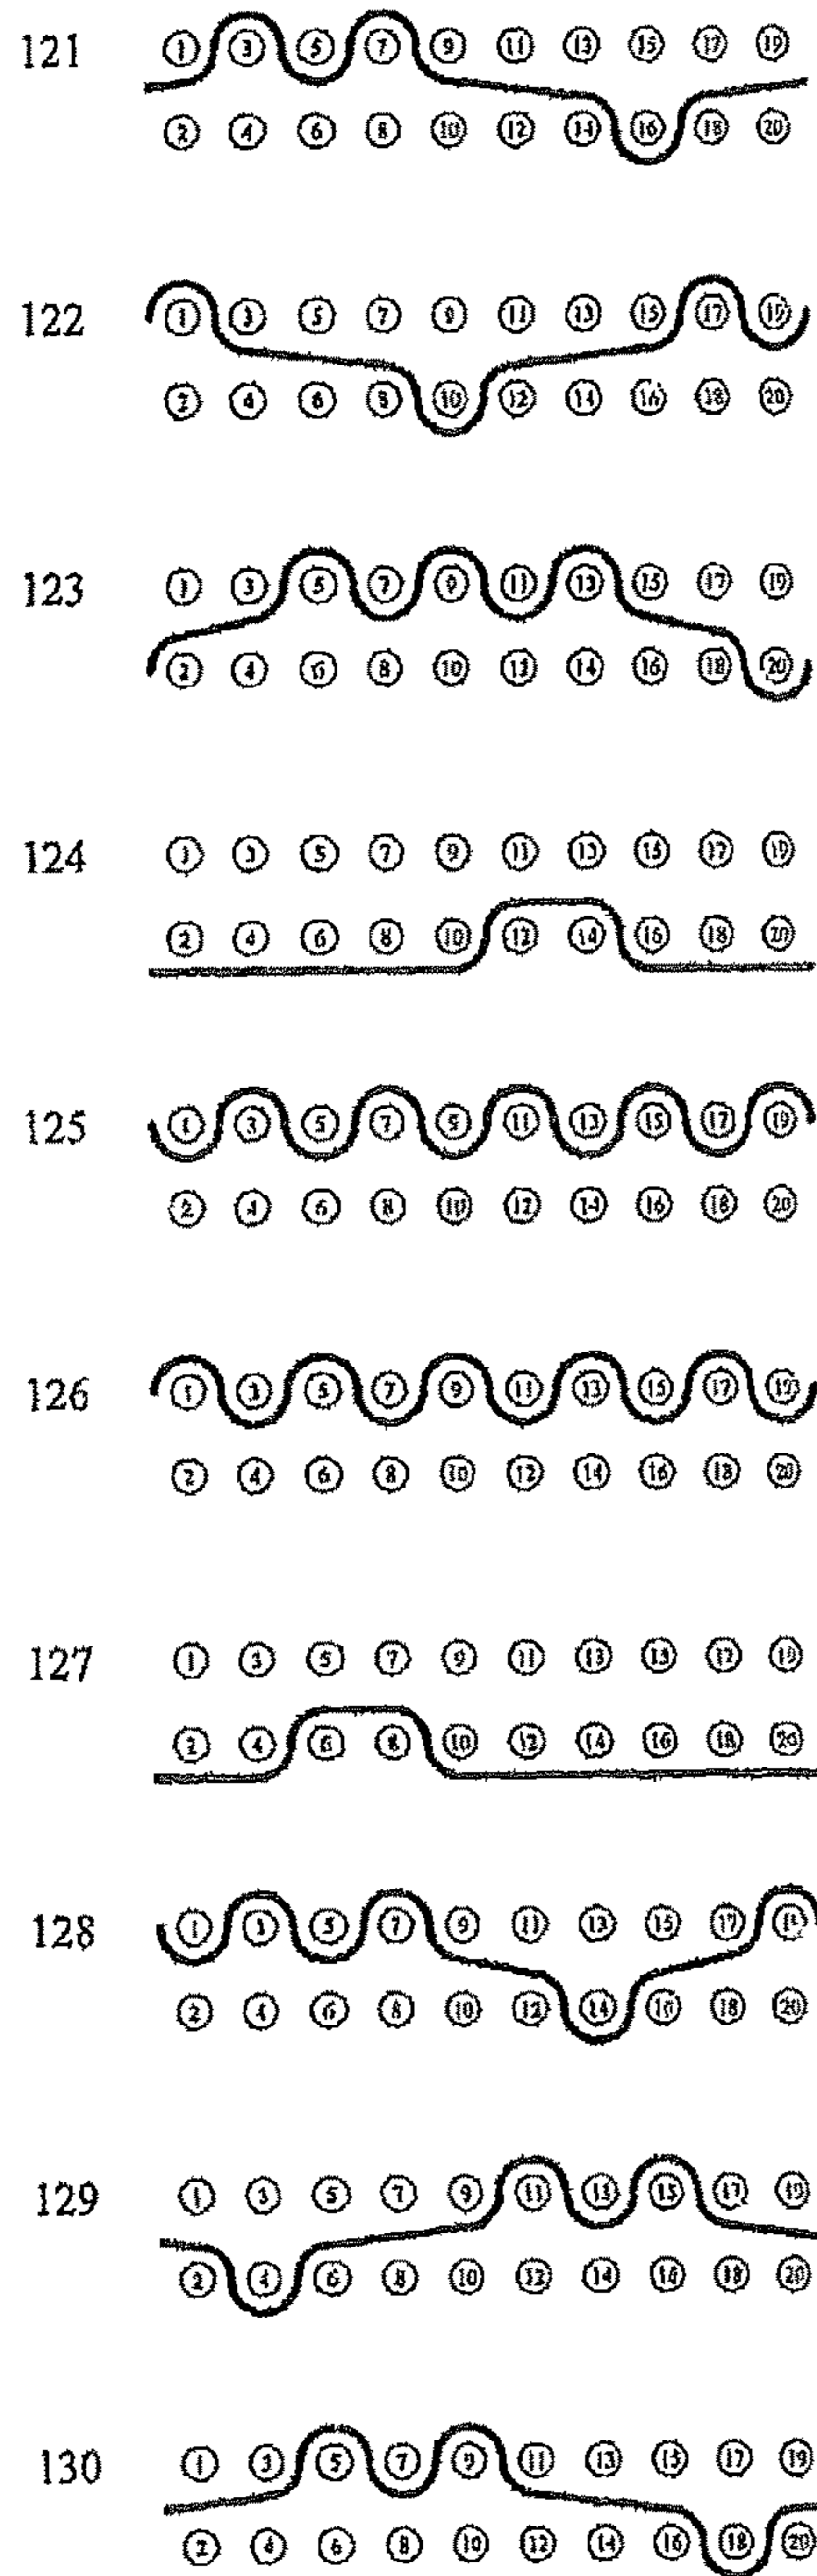 121 ① ③ ⑤ ⑦ ⑨ ⑪ ⑬ ⑮ ⑰ ⑲
② ④ ⑥ ⑧ ⑩ ⑫ ⑭ ⑯ ⑱ ⑳
122 ① ③ ⑤ ⑦ ⑨ ⑪ ⑬ ⑮ ⑰ ⑲
② ④ ⑥ ⑧ ⑩ ⑫ ⑭ ⑯ ⑱ ⑳
123 ① ③ ⑤ ⑦ ⑨ ⑪ ⑬ ⑮ ⑰ ⑲
② ④ ⑥ ⑧ ⑩ ⑫ ⑭ ⑯ ⑱ ⑳
124 ① ③ ⑤ ⑦ ⑨ ⑪ ⑬ ⑮ ⑰ ⑲
② ④ ⑥ ⑧ ⑩ ⑫ ⑭ ⑯ ⑱ ⑳
125 ① ③ ⑤ ⑦ ⑨ ⑪ ⑬ ⑮ ⑰ ⑲
② ④ ⑥ ⑧ ⑩ ⑫ ⑭ ⑯ ⑱ ⑳
126 ① ③ ⑤ ⑦ ⑨ ⑪ ⑬ ⑮ ⑰ ⑲
② ④ ⑥ ⑧ ⑩ ⑫ ⑭ ⑯ ⑱ ⑳
127 ① ③ ⑤ ⑦ ⑨ ⑪ ⑬ ⑮ ⑰ ⑲
② ④ ⑥ ⑧ ⑩ ⑫ ⑭ ⑯ ⑱ ⑳
128 ① ③ ⑤ ⑦ ⑨ ⑪ ⑬ ⑮ ⑰ ⑲
② ④ ⑥ ⑧ ⑩ ⑫ ⑭ ⑯ ⑱ ⑳
129 ① ③ ⑤ ⑦ ⑨ ⑪ ⑬ ⑮ ⑰ ⑲
② ④ ⑥ ⑧ ⑩ ⑫ ⑭ ⑯ ⑱ ⑳
130 ① ③ ⑤ ⑦ ⑨ ⑪ ⑬ ⑮ ⑰ ⑲
② ④ ⑥ ⑧ ⑩ ⑫ ⑭ ⑯ ⑱ ⑳